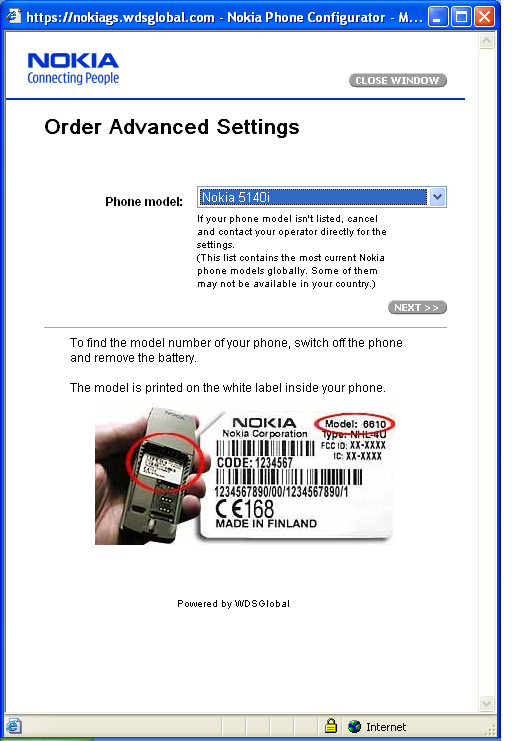 https://nokiags.wdsglobal.com - Nokia Phone Configurator - M...
NOKIA
Connecting People
CLOSE WINDOW
Order Advanced Settings
Phone model:
Nokia 5140i
If your phone model isn't listed, cancel
and contact your operator directly for the
settings.
(This list contains the most current Nokia
phone models globally. Some of them
may not be available in your country.)
NEXT >>
To find the model number of your phone, switch off the phone
and remove the battery.
The model is printed on the white label inside your phone.
NOKIA
Model: 6610
Nokia Corporation
Type: NHL-4U
FCC ID: XX-XXXX
IC: XX-XXXX
CODE: 1234567
1234567890/00/1234567890/1
CE168
MADE IN FINLAND
Powered by WDSGlobal
Internet